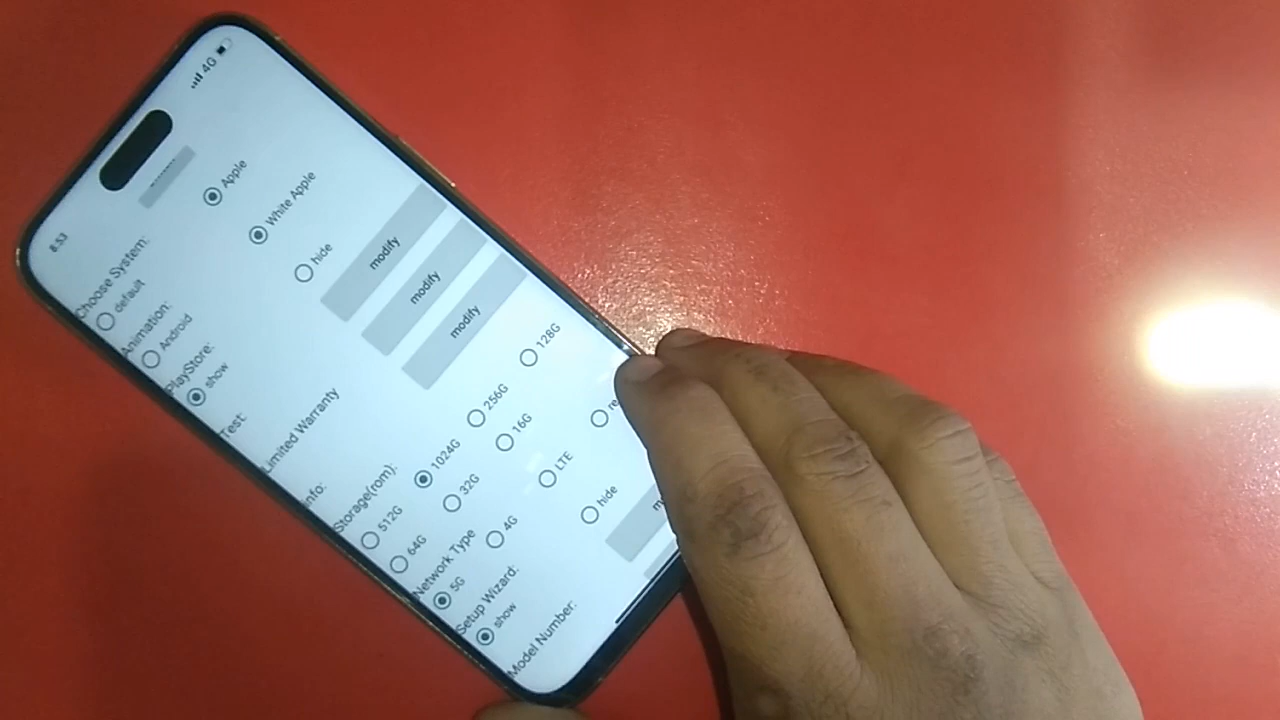 8:53 4G
Choose System:
default Apple
Animation:
Android White Apple
PlayStore:
show hide
Test: modify
Limited Warranty modify
Info: modify
Storage(rom).
512G 1024G 256G 128G
64G 32G 16G
Network Type
5G 4G LTE
Setup Wizard:
show hide
Model Number: